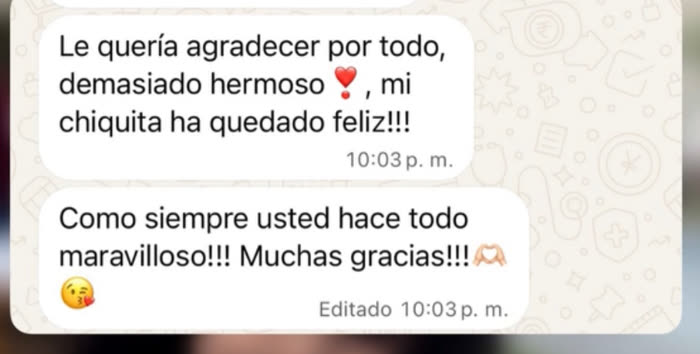 Le quería agradecer por todo,
demasiado hermoso ❣️, mi
chiquita ha quedado feliz!!!
10:03 p. m.
Como siempre usted hace todo
maravilloso!!! Muchas gracias!!!🫶🏻
😘
Editado 10:03 p. m.